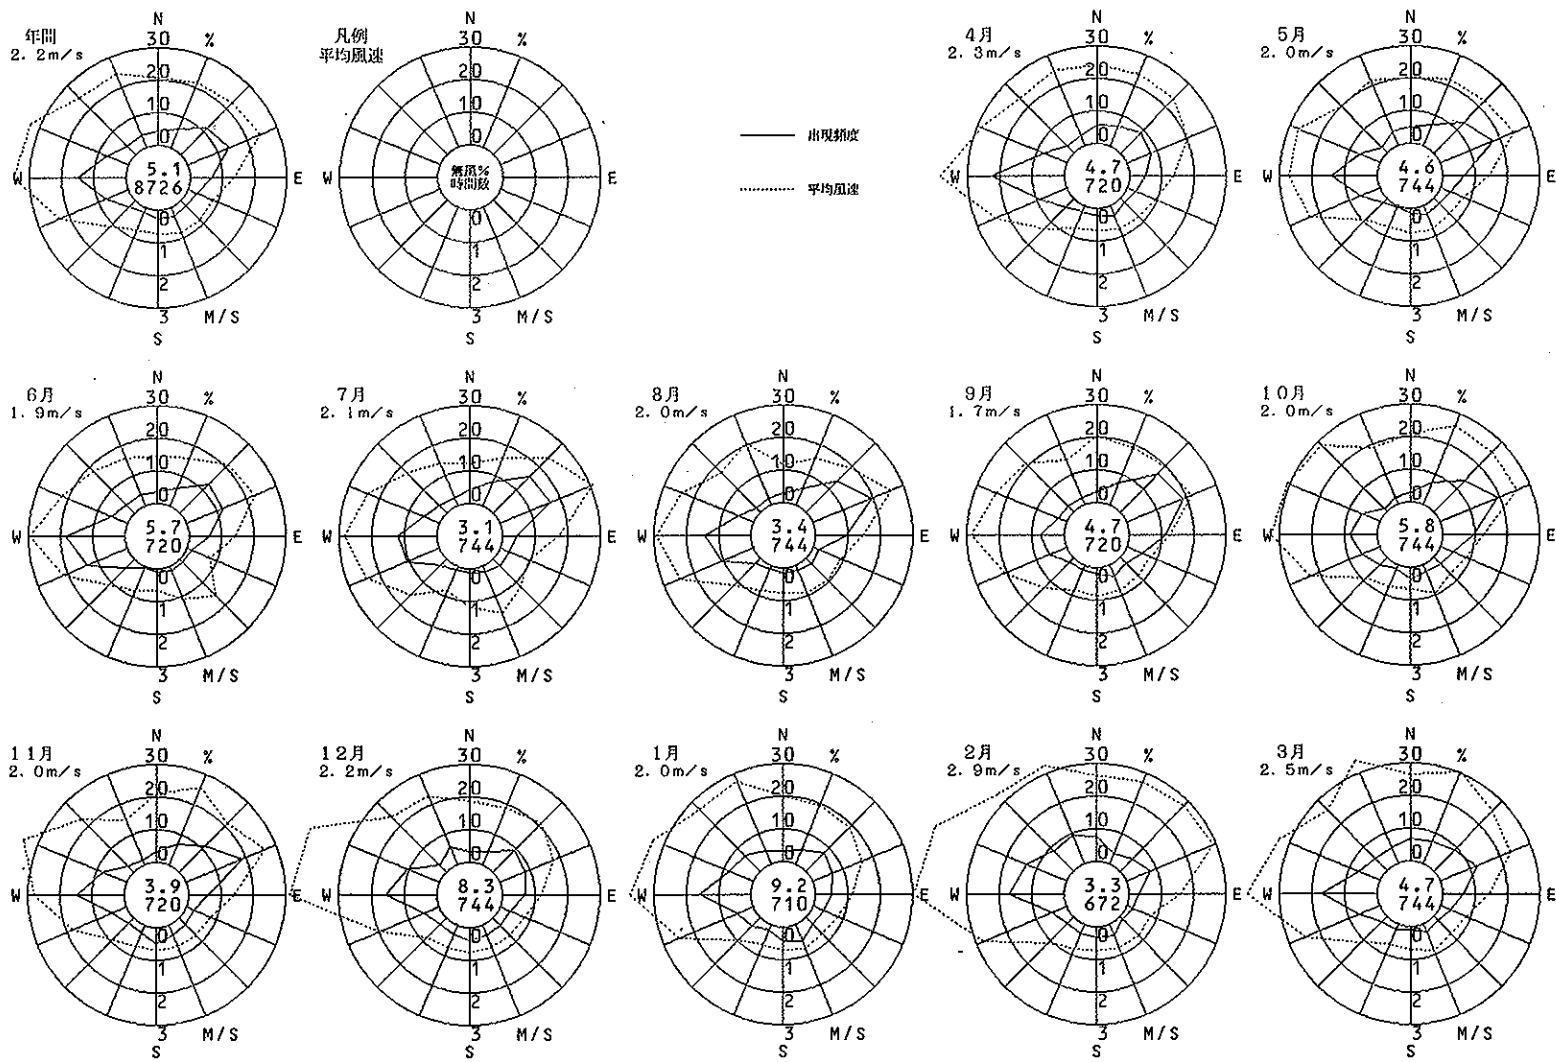 年間
2.2m/s
N
30 %
20
10
0
5.1
8726
W
E
0
1
2
3 M/S
S
凡例
平均風速
N
30 %
20
10
0
無風%
時間数
W
E
0
1
2
3 M/S
S
出現頻度
平均風速
4月
2.3m/s
N
30 %
20
10
0
4.7
720
W
E
0
1
2
3 M/S
S
5月
2.0m/s
N
30 %
20
10
0
4.6
744
W
E
0
1
2
3 M/S
S
6月
1.9m/s
N
30 %
20
10
0
5.7
720
W
E
0
1
2
3 M/S
S
7月
2.1m/s
N
30 %
20
10
0
3.1
744
W
E
0
1
2
3 M/S
S
8月
2.0m/s
N
30 %
20
10
0
3.4
744
W
E
0
1
2
3 M/S
S
9月
1.7m/s
N
30 %
20
10
0
4.7
720
W
E
0
1
2
3 M/S
S
10月
2.0m/s
N
30 %
20
10
0
5.8
744
W
E
0
1
2
3 M/S
S
11月
2.0m/s
N
30 %
20
10
0
3.9
720
W
E
0
1
2
3 M/S
S
12月
2.2m/s
N
30 %
20
10
0
8.3
744
W
E
0
1
2
3 M/S
S
1月
2.0m/s
N
30 %
20
10
0
9.2
710
W
E
0
1
2
3 M/S
S
2月
2.9m/s
N
30 %
20
10
0
3.3
672
W
E
0
1
2
3 M/S
S
3月
2.5m/s
N
30 %
20
10
0
4.7
744
W
E
0
1
2
3 M/S
S